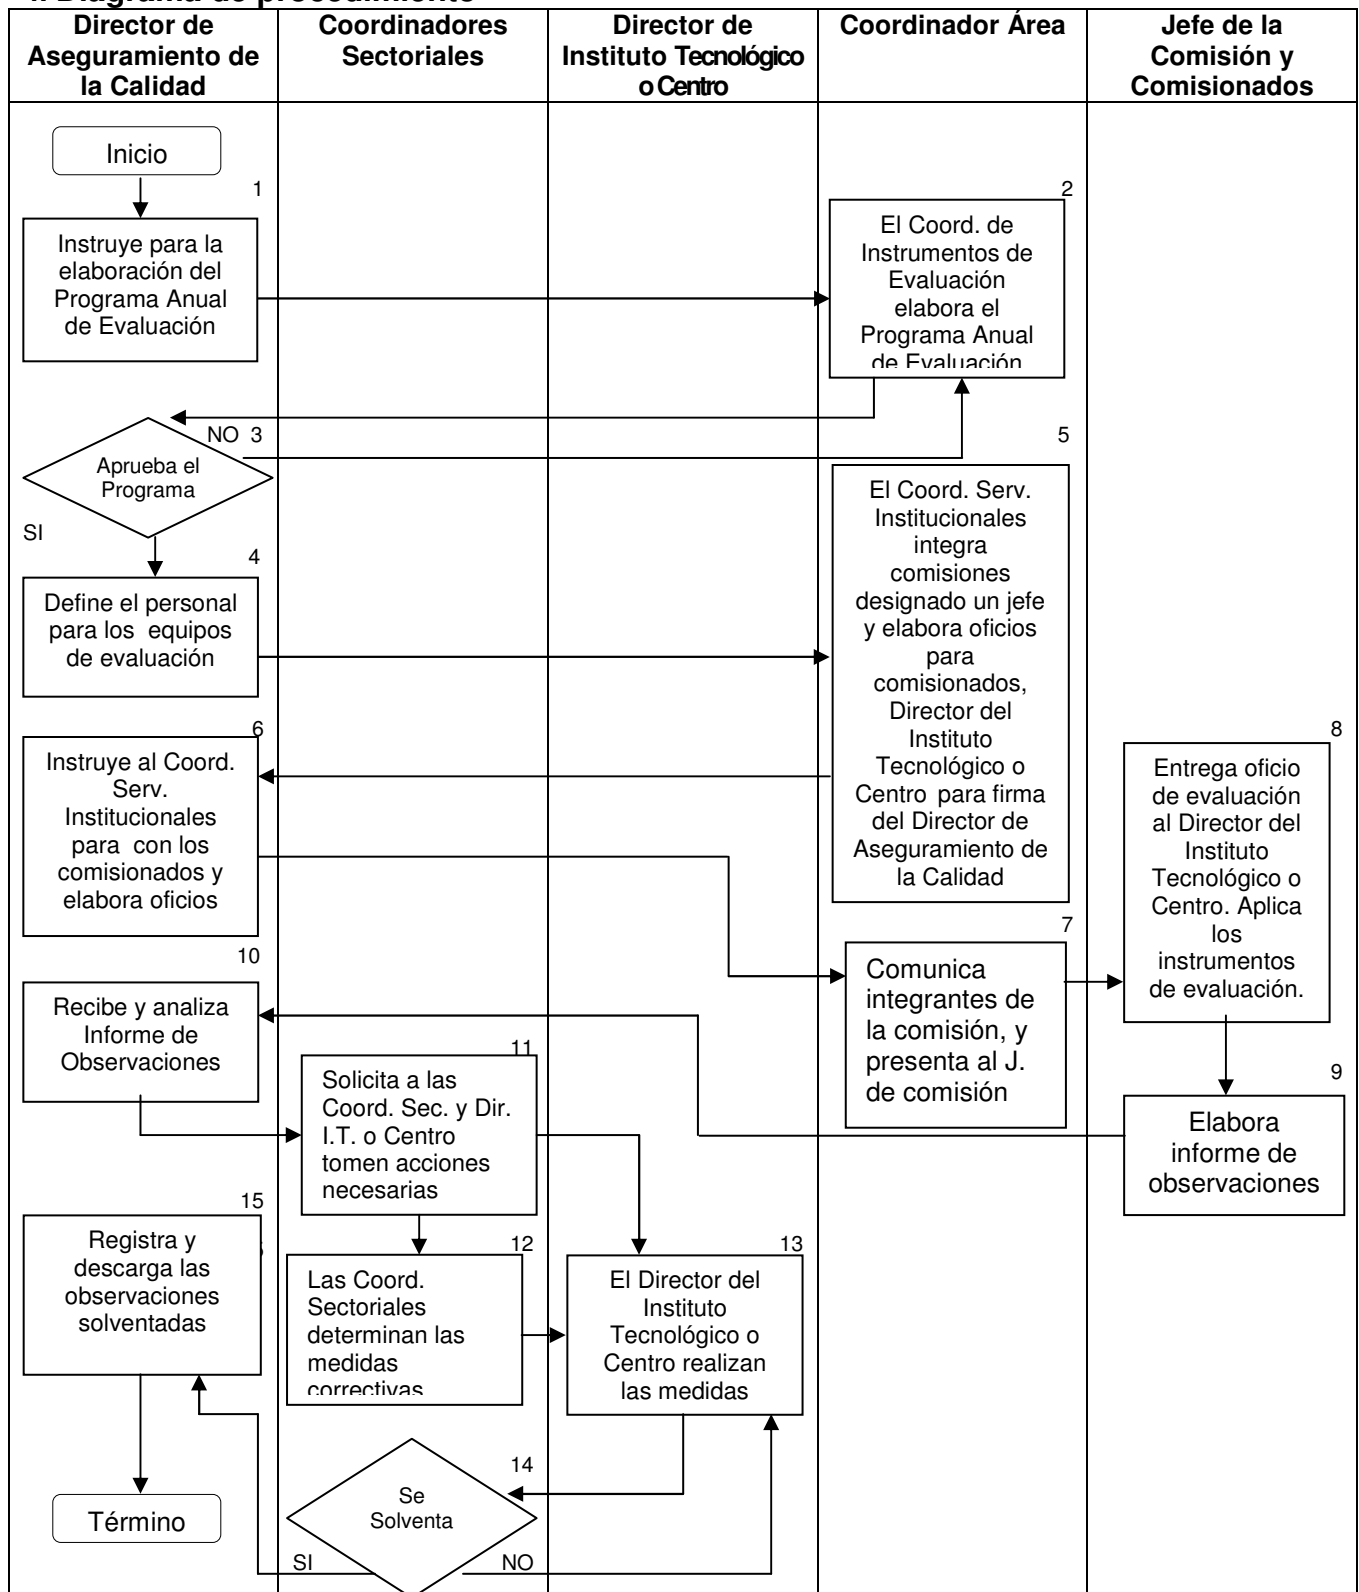 4. Diagrama de procedimiento
Director de
Aseguramiento de
la Calidad
Coordinadores
Sectoriales
Director de
Instituto Tecnológico
o Centro
Coordinador Área
Jefe de la
Comisión y
Comisionados
Inicio
1
Instruye para la
elaboración del
Programa Anual
de Evaluación
2
El Coord. de
Instrumentos de
Evaluación
elabora el
Programa Anual
de Evaluación
NO 3
Aprueba el
Programa
SI
4
Define el personal
para los equipos
de evaluación
5
El Coord. Serv.
Institucionales
integra
comisiones
designado un jefe
y elabora oficios
para
comisionados,
Director del
Instituto
Tecnológico o
Centro para firma
del Director de
Aseguramiento de
la Calidad
6
Instruye al Coord.
Serv.
Institucionales
para con los
comisionados y
elabora oficios
7
Comunica
integrantes de
la comisión, y
presenta al J.
de comisión
8
Entrega oficio
de evaluación
al Director del
Instituto
Tecnológico o
Centro. Aplica
los
instrumentos
de evaluación.
9
Elabora
informe de
observaciones
10
Recibe y analiza
Informe de
Observaciones
11
Solicita a las
Coord. Sec. y Dir.
I.T. o Centro
tomen acciones
necesarias
12
Las Coord.
Sectoriales
determinan las
medidas
correctivas
13
El Director del
Instituto
Tecnológico o
Centro realizan
las medidas
14
Se
Solventa
SI
NO
15
Registra y
descarga las
observaciones
solventadas
Término